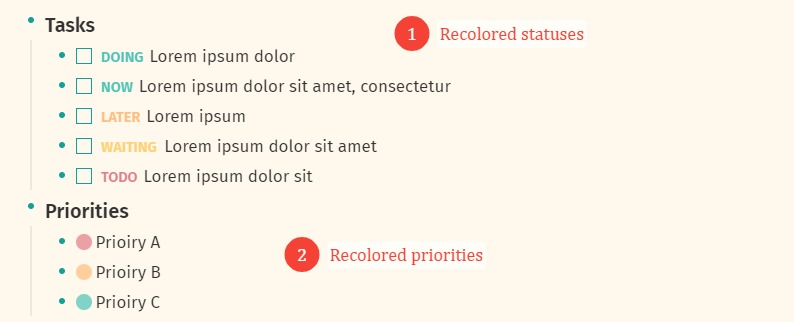 Tasks
1 Recolored statuses
DOING Lorem ipsum dolor
NOW Lorem ipsum dolor sit amet, consectetur
LATER Lorem ipsum
WAITING Lorem ipsum dolor sit amet
TODO Lorem ipsum dolor sit
Priorities
Prioiry A
2 Recolored priorities
Prioiry B
Prioiry C